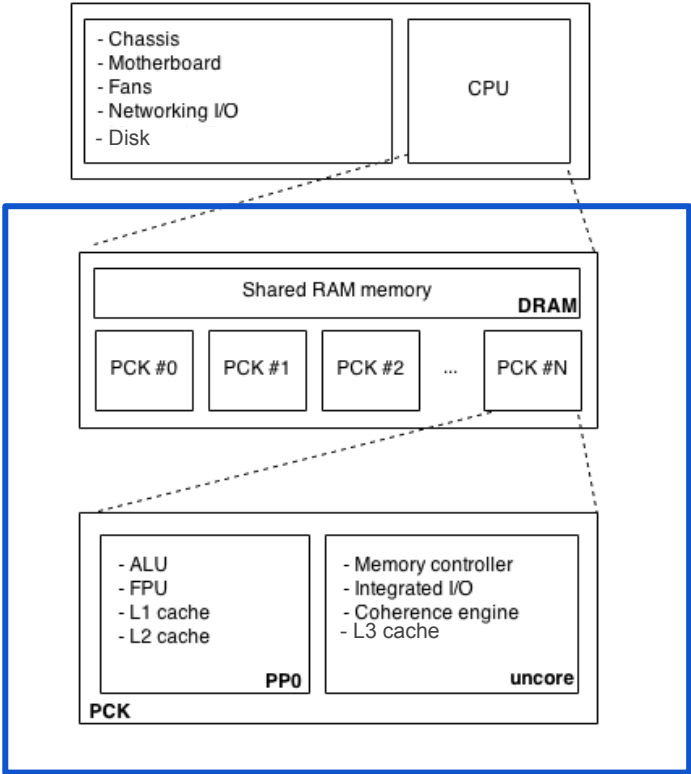 - Chassis
- Motherboard
- Fans
- Networking I/O
- Disk
CPU
Shared RAM memory
DRAM
PCK #0
PCK #1
PCK #2
...
PCK #N
- ALU
- FPU
- L1 cache
- L2 cache
PP0
- Memory controller
- Integrated I/O
- Coherence engine
- L3 cache
uncore
PCK